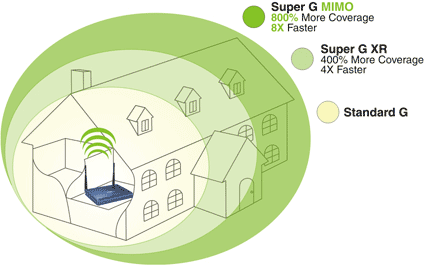 Super G MIMO
800% More Coverage
8X Faster
Super G XR
400% More Coverage
4X Faster
Standard G